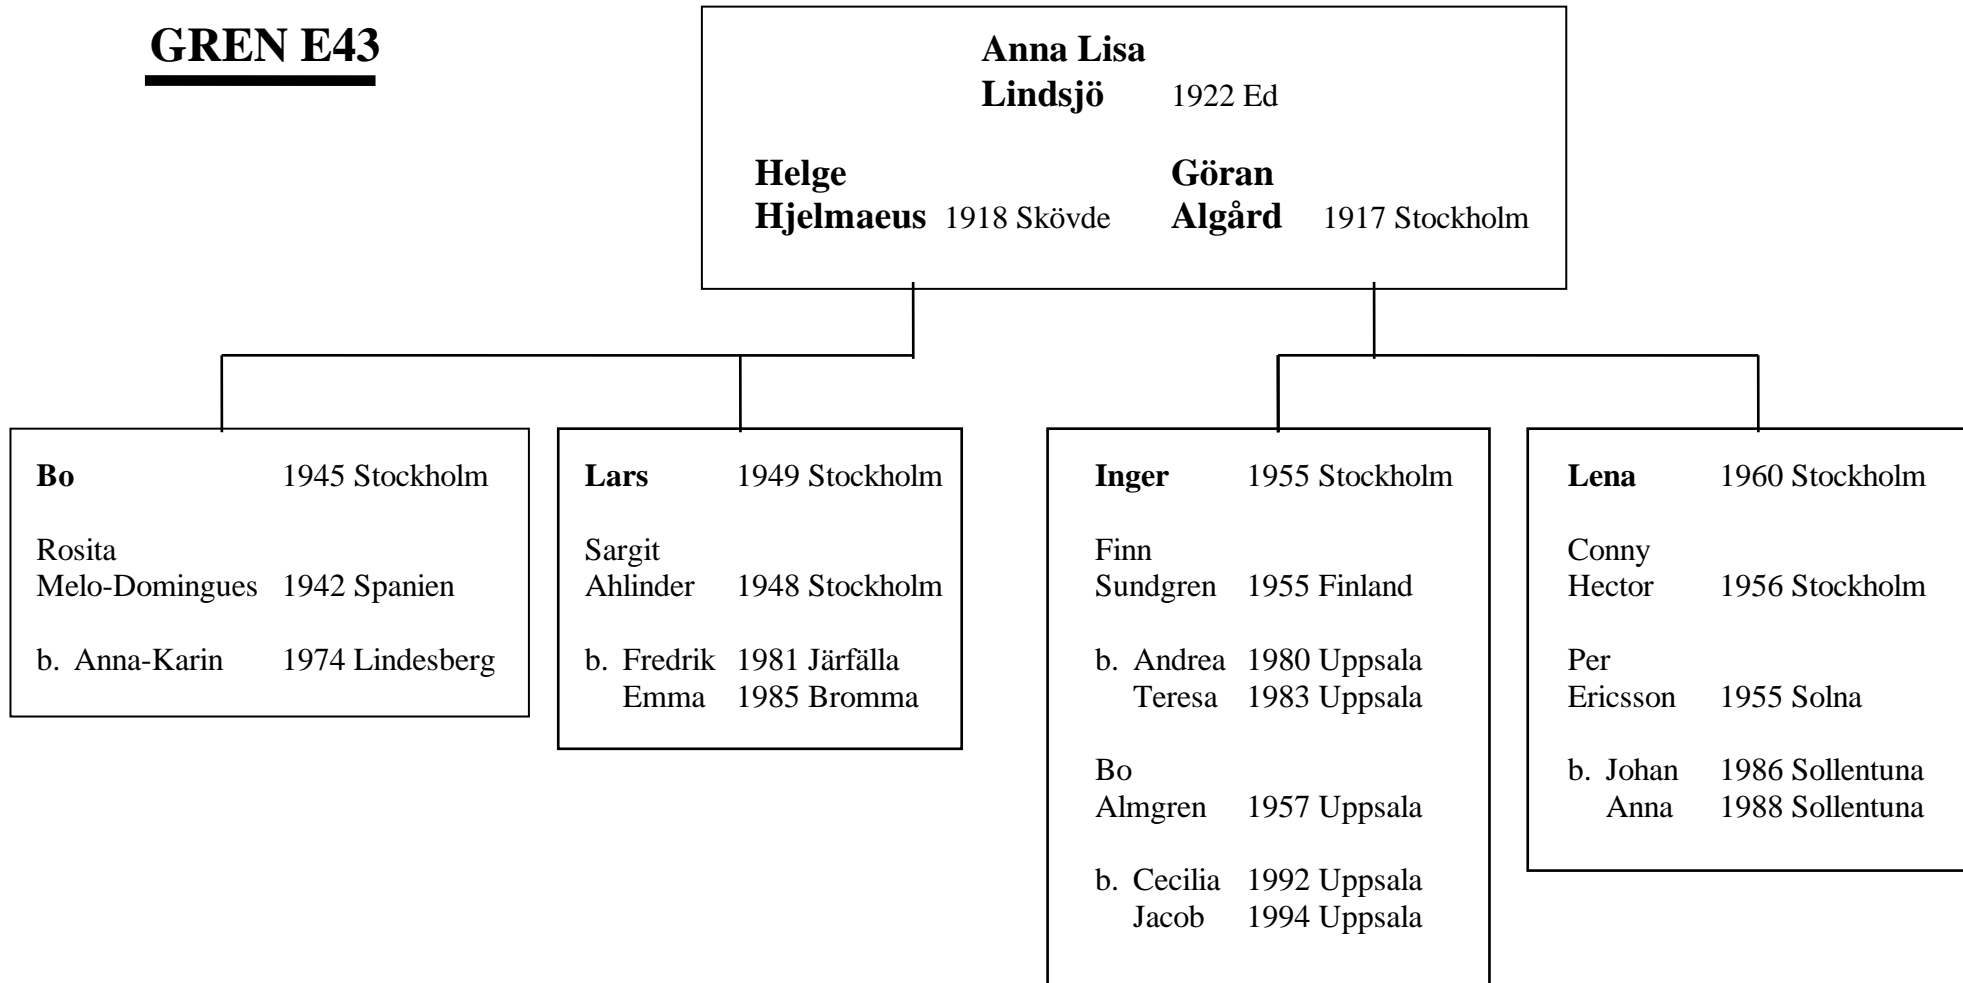 GREN E43
Anna Lisa
Lindsjö 1922 Ed
Helge Göran
Hjelmaeus 1918 Skövde Algård 1917 Stockholm
Bo 1945 Stockholm
Rosita
Melo-Domingues 1942 Spanien
b. Anna-Karin 1974 Lindesberg
Lars 1949 Stockholm
Sargit
Ahlinder 1948 Stockholm
b. Fredrik 1981 Järfälla
Emma 1985 Bromma
Inger 1955 Stockholm
Finn
Sundgren 1955 Finland
b. Andrea 1980 Uppsala
Teresa 1983 Uppsala
Bo
Almgren 1957 Uppsala
b. Cecilia 1992 Uppsala
Jacob 1994 Uppsala
Lena 1960 Stockholm
Conny
Hector 1956 Stockholm
Per
Ericsson 1955 Solna
b. Johan 1986 Sollentuna
Anna 1988 Sollentuna